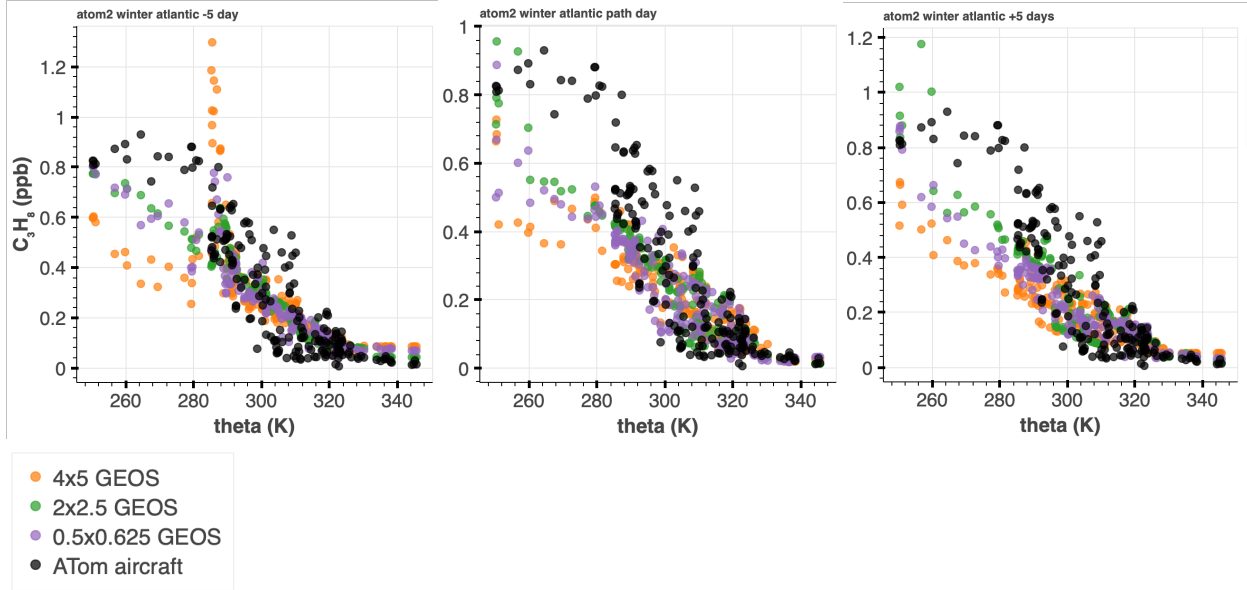 atom2 winter atlantic -5 day
1.2
1
0.8
0.6
0.4
0.2
0
C₃H₈ (ppb)
260 280 300 320 340
theta (K)
atom2 winter atlantic path day
1
0.8
0.6
0.4
0.2
0
260 280 300 320 340
theta (K)
atom2 winter atlantic +5 days
1.2
1
0.8
0.6
0.4
0.2
0
260 280 300 320 340
theta (K)
4x5 GEOS
2x2.5 GEOS
0.5x0.625 GEOS
ATom aircraft